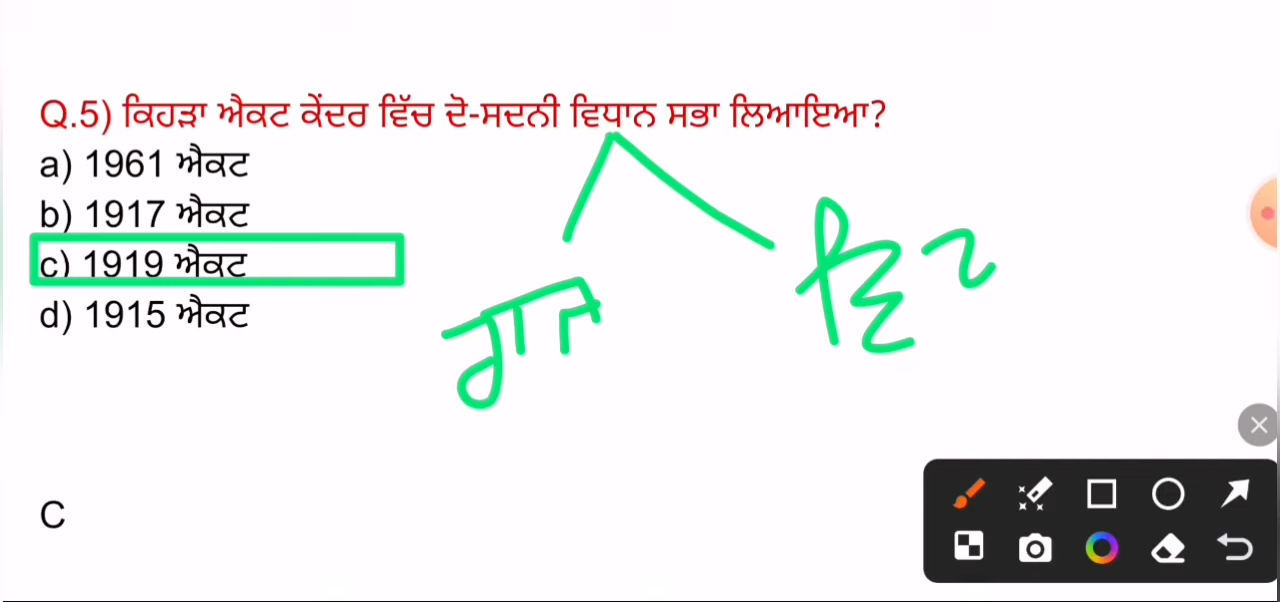 Q.5) ਕਿਹੜਾ ਐਕਟ ਕੇਂਦਰ ਵਿੱਚ ਦੋ-ਸਦਨੀ ਵਿਧਾਨ ਸਭਾ ਲਿਆਇਆ?
a) 1961 ਐਕਟ
b) 1917 ਐਕਟ
c) 1919 ਐਕਟ
d) 1915 ਐਕਟ
C